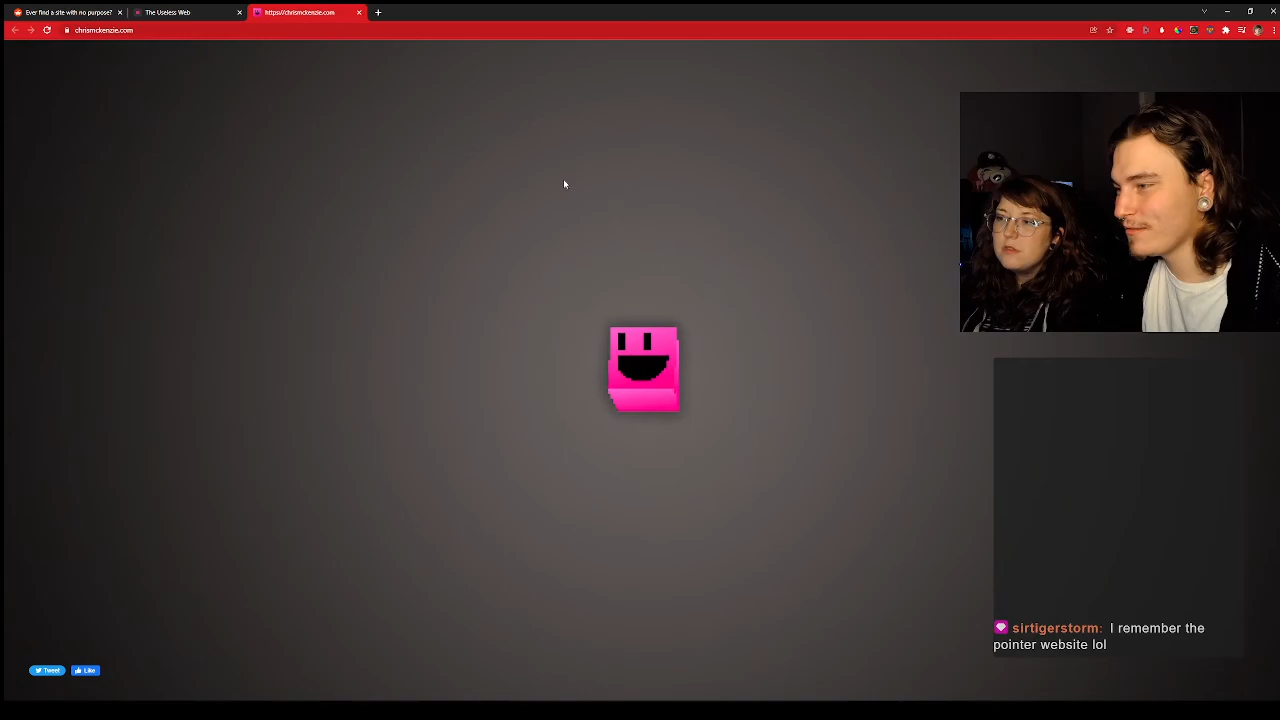 Ever find a site with no purpose?
The Useless Web
https://chrismckenzie.com
chrismckenzie.com
sirtigerstorm: I remember the
pointer website lol
Tweet
Like